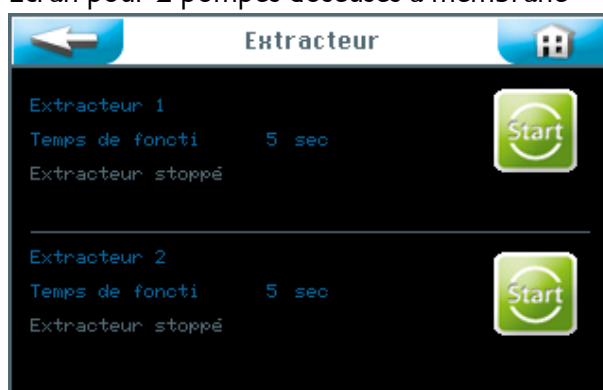 Ecran pour 2 pompes doseuses à membrane
Extracteur
Extracteur 1
Temps de foncti 5 sec
Start
Extracteur stoppé
Extracteur 2
Temps de foncti 5 sec
Start
Extracteur stoppé